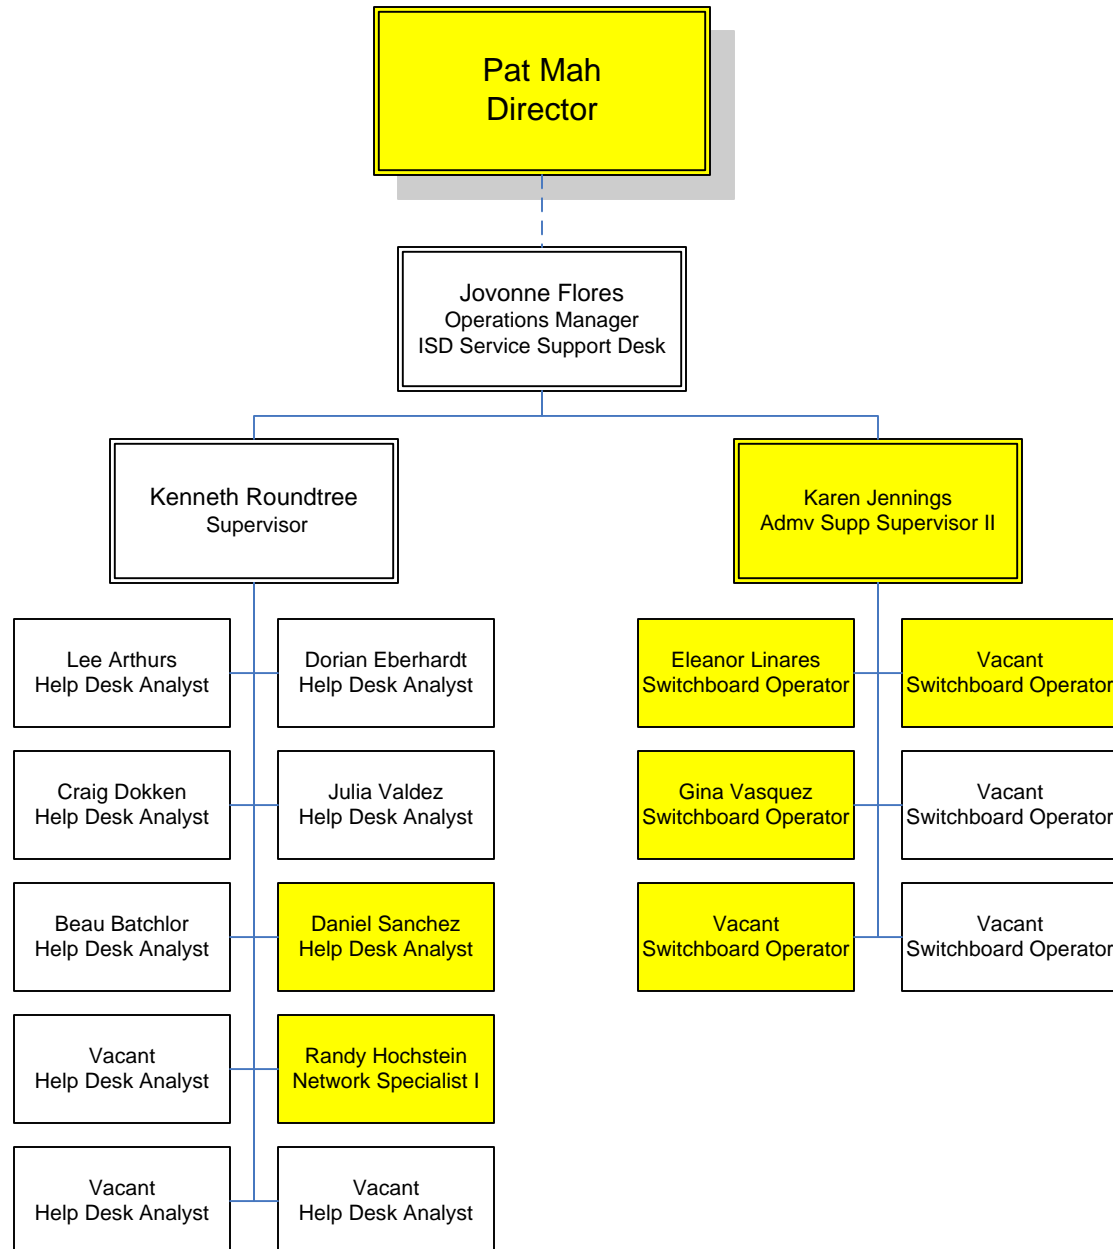 Pat Mah
Director
Jovonne Flores
Operations Manager
ISD Service Support Desk
Kenneth Roundtree
Supervisor
Karen Jennings
Admv Supp Supervisor II
Lee Arthurs
Help Desk Analyst
Dorian Eberhardt
Help Desk Analyst
Eleanor Linares
Switchboard Operator
Vacant
Switchboard Operator
Craig Dokken
Help Desk Analyst
Julia Valdez
Help Desk Analyst
Gina Vasquez
Switchboard Operator
Vacant
Switchboard Operator
Beau Batchlor
Help Desk Analyst
Daniel Sanchez
Help Desk Analyst
Vacant
Switchboard Operator
Vacant
Switchboard Operator
Vacant
Help Desk Analyst
Randy Hochstein
Network Specialist I
Vacant
Help Desk Analyst
Vacant
Help Desk Analyst